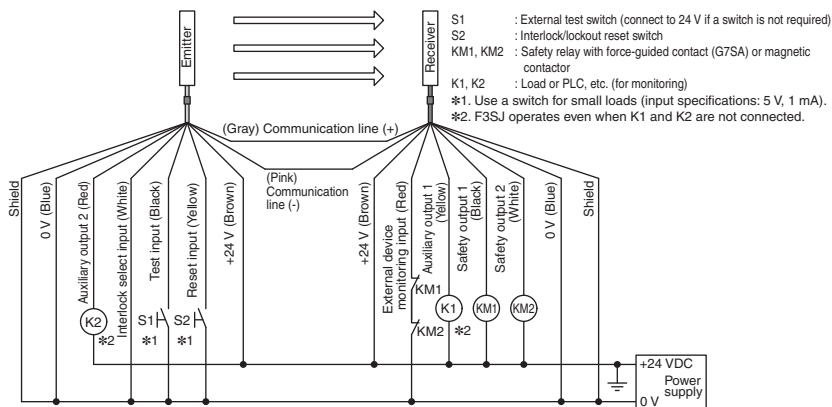 Emitter
Receiver
S1 : External test switch (connect to 24 V if a switch is not required)
S2 : Interlock/lockout reset switch
KM1, KM2 : Safety relay with force-guided contact (G7SA) or magnetic
contactor
K1, K2 : Load or PLC, etc. (for monitoring)
✻1. Use a switch for small loads (input specifications: 5 V, 1 mA).
✻2. F3SJ operates even when K1 and K2 are not connected.
(Gray) Communication line (+)
(Pink)
Communication
line (-)
Shield
0 V (Blue)
Auxiliary output 2 (Red)
Interlock select input (White)
Test input (Black)
Reset input (Yellow)
+24 V (Brown)
+24 V (Brown)
External device
monitoring input (Red)
Auxiliary output 1
(Yellow)
Safety output 1
(Black)
Safety output 2
(White)
0 V (Blue)
Shield
K2
✻2
S1
✻1
S2
✻1
KM1
KM2
K1
✻2
KM1
KM2
+24 VDC
Power
supply
0 V